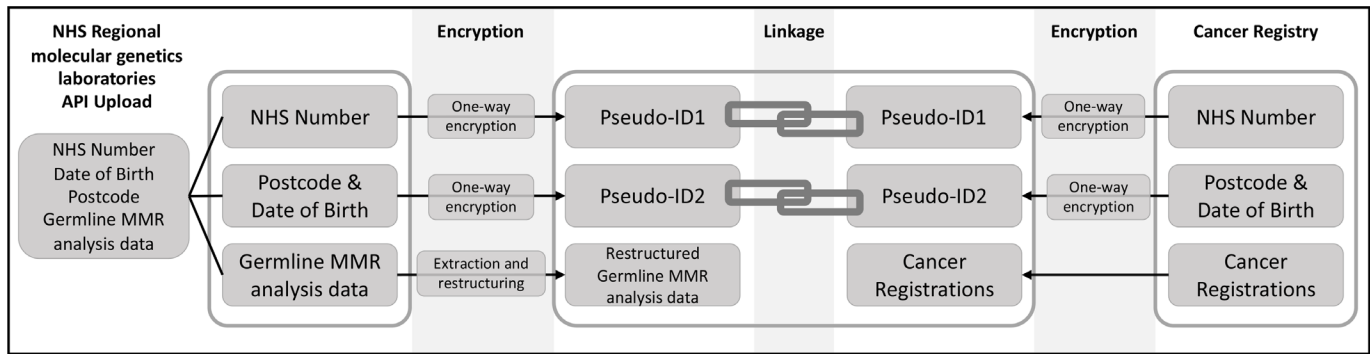 NHS Regional
molecular genetics
laboratories
API Upload
NHS Number
Date of Birth
Postcode
Germline MMR
analysis data
NHS Number
Postcode &
Date of Birth
Germline MMR
analysis data
Encryption
One-way
encryption
One-way
encryption
Extraction and
restructuring
Pseudo-ID1
Pseudo-ID2
Restructured
Germline MMR
analysis data
Linkage
Pseudo-ID1
Pseudo-ID2
Cancer
Registrations
Encryption
One-way
encryption
One-way
encryption
Cancer Registry
NHS Number
Postcode &
Date of Birth
Cancer
Registrations